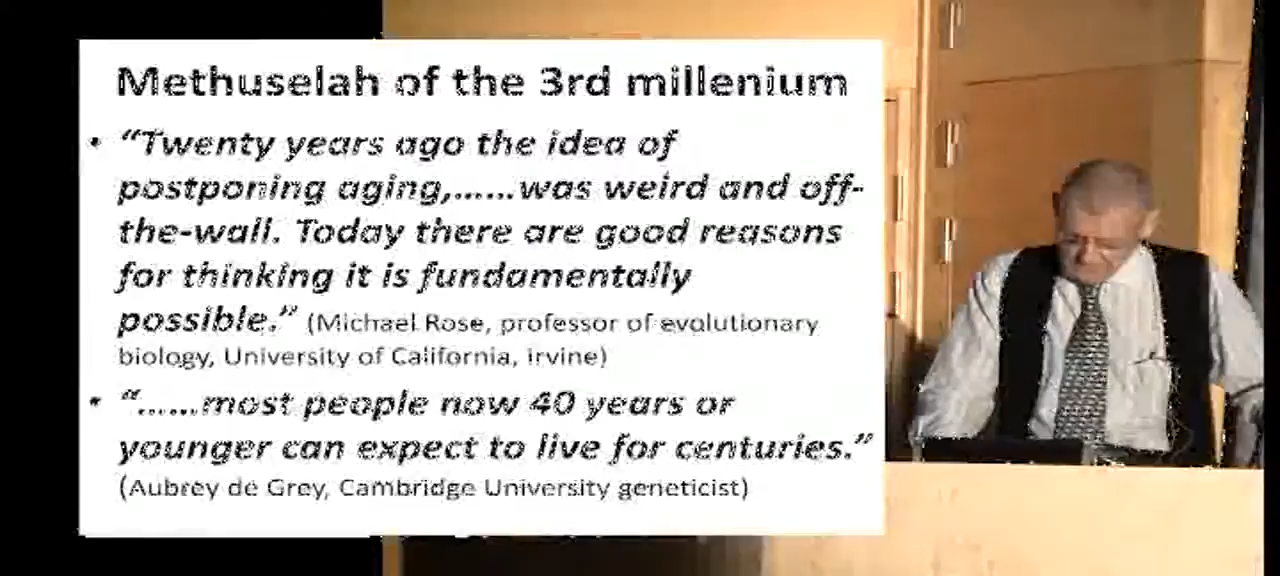 Methuselah of the 3rd millenium
• “Twenty years ago the idea of
postponing aging,......was weird and off-
the-wall. Today there are good reasons
for thinking it is fundamentally
possible.” (Michael Rose, professor of evolutionary
biology, University of California, Irvine)
• “......most people now 40 years or
younger can expect to live for centuries.”
(Aubrey de Grey, Cambridge University geneticist)